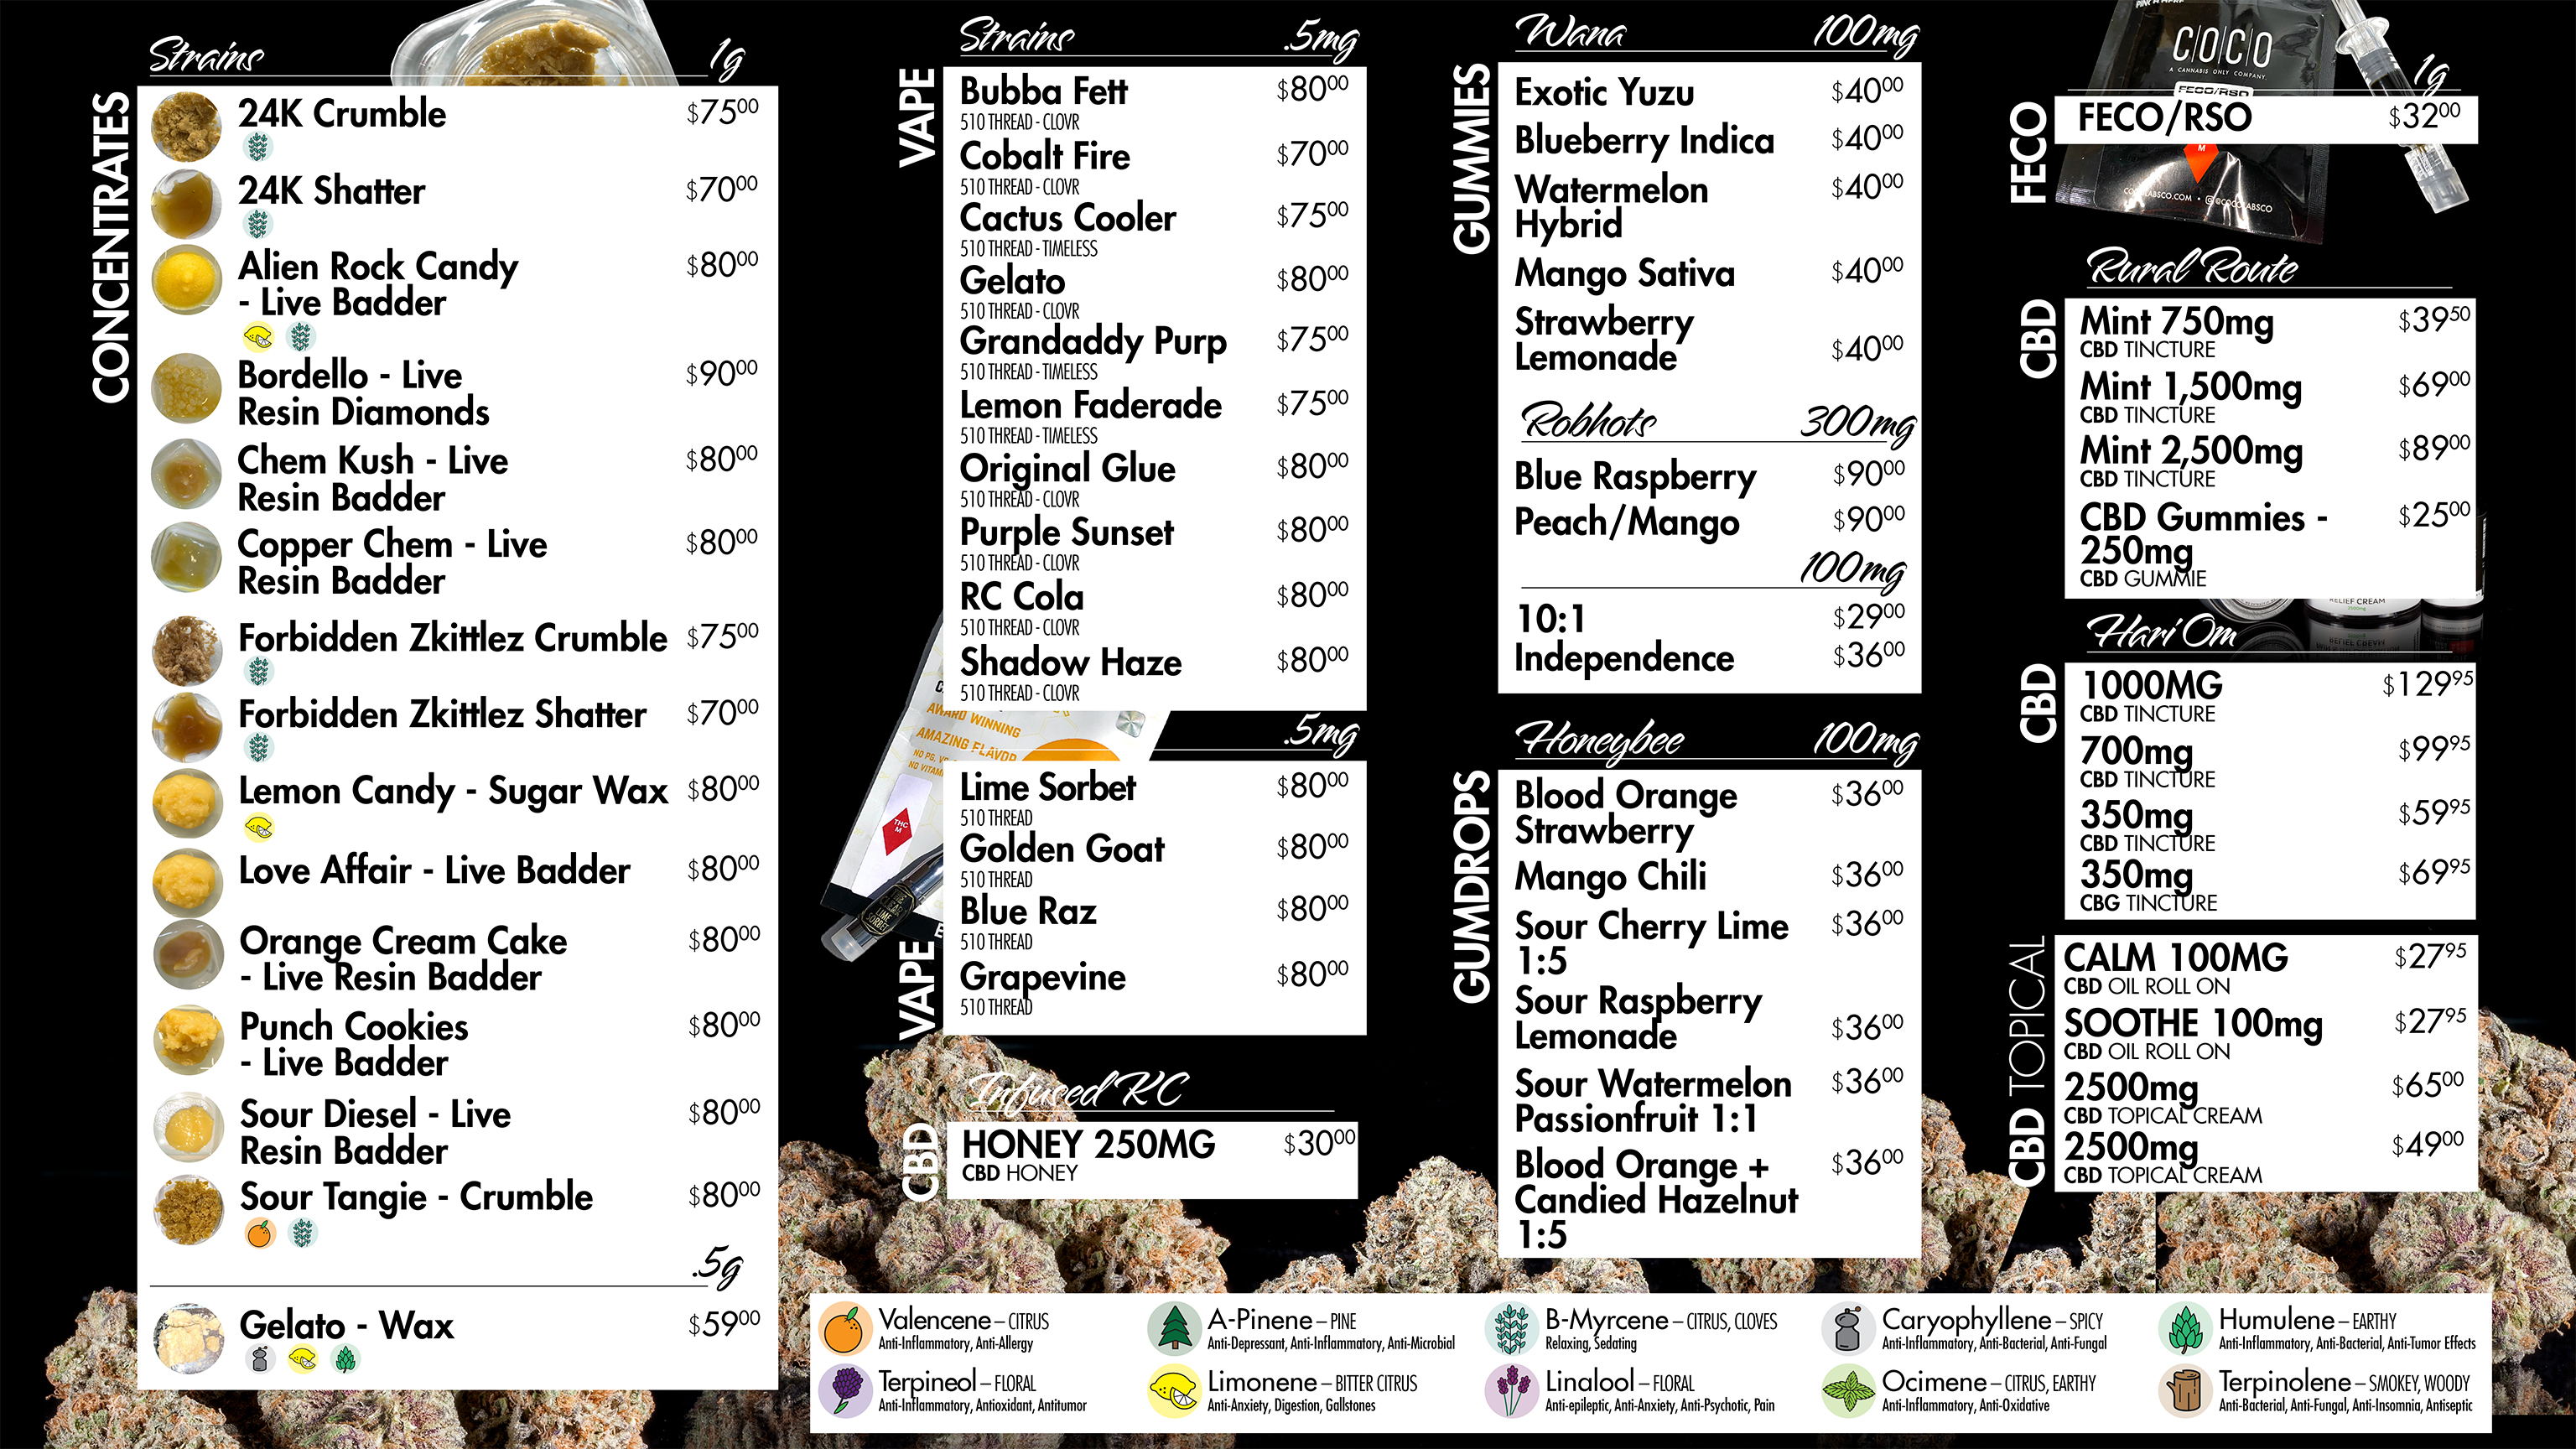 Strains 1g
CONCENTRATES
24K Crumble $75.00
24K Shatter $70.00
Alien Rock Candy $80.00
- Live Badder
Bordello - Live $90.00
Resin Diamonds
Chem Kush - Live $80.00
Resin Badder
Copper Chem - Live $80.00
Resin Badder
Forbidden Zkittlez Crumble $75.00
Forbidden Zkittlez Shatter $70.00
Lemon Candy - Sugar Wax $80.00
Love Affair - Live Badder $80.00
Orange Cream Cake $80.00
- Live Resin Badder
Punch Cookies $80.00
- Live Badder
Sour Diesel - Live $80.00
Resin Badder
Sour Tangie - Crumble $80.00
.5g
Gelato - Wax $59.00
Strains .5mg
VAPE
Bubba Fett $80.00
510 THREAD - CLOVR
Cobalt Fire $70.00
510 THREAD - CLOVR
Cactus Cooler $75.00
510 THREAD - TIMELESS
Gelato $80.00
510 THREAD - CLOVR
Grandaddy Purp $75.00
510 THREAD - TIMELESS
Lemon Faderade $75.00
510 THREAD - TIMELESS
Original Glue $80.00
510 THREAD - CLOVR
Purple Sunset $80.00
510 THREAD - CLOVR
RC Cola $80.00
510 THREAD - CLOVR
Shadow Haze $80.00
510 THREAD - CLOVR
AWARD WINNING
AMAZING FLAVOR
THC
M
.5mg
VAPE
Lime Sorbet $80.00
510 THREAD
Golden Goat $80.00
510 THREAD
Blue Raz $80.00
510 THREAD
Grapevine $80.00
510 THREAD
Infused KC
CBD
HONEY 250MG $30.00
CBD HONEY
Wana 100mg
GUMMIES
Exotic Yuzu $40.00
Blueberry Indica $40.00
Watermelon $40.00
Hybrid
Mango Sativa $40.00
Strawberry
Lemonade $40.00
Robhots 300mg
Blue Raspberry $90.00
Peach/Mango $90.00
100mg
10:1 $29.00
Independence $36.00
Honeybee 100mg
GUMDROPS
Blood Orange $36.00
Strawberry
Mango Chili $36.00
Sour Cherry Lime $36.00
1:5
Sour Raspberry
Lemonade $36.00
Sour Watermelon $36.00
Passionfruit 1:1
Blood Orange + $36.00
Candied Hazelnut
1:5
C|O|C|O
A CANNABIS ONLY COMPANY.
FECO/RSO
1g
FECO
FECO/RSO $32.00
M
Rural Route
CBD
Mint 750mg $39.50
CBD TINCTURE
Mint 1,500mg $69.00
CBD TINCTURE
Mint 2,500mg $89.00
CBD TINCTURE
CBD Gummies - $25.00
250mg
CBD GUMMIE
RELIEF CREAM
Hari Om
CBD
1000MG $129.95
CBD TINCTURE
700mg $99.95
CBD TINCTURE
350mg $59.95
CBD TINCTURE
350mg $69.95
CBG TINCTURE
CBD TOPICAL
CALM 100MG $27.95
CBD OIL ROLL ON
SOOTHE 100mg $27.95
CBD OIL ROLL ON
2500mg $65.00
CBD TOPICAL CREAM
2500mg $49.00
CBD TOPICAL CREAM
Valencene – CITRUS
Anti-Inflammatory, Anti-Allergy
A-Pinene – PINE
Anti-Depressant, Anti-Inflammatory, Anti-Microbial
B-Myrcene – CITRUS, CLOVES
Relaxing, Sedating
Caryophyllene – SPICY
Anti-Inflammatory, Anti-Bacterial, Anti-Fungal
Humulene – EARTHY
Anti-Inflammatory, Anti-Bacterial, Anti-Tumor Effects
Terpineol – FLORAL
Anti-Inflammatory, Antioxidant, Antitumor
Limonene – BITTER CITRUS
Anti-Anxiety, Digestion, Gallstones
Linalool – FLORAL
Anti-epileptic, Anti-Anxiety, Anti-Psychotic, Pain
Ocimene – CITRUS, EARTHY
Anti-Inflammatory, Anti-Oxidative
Terpinolene – SMOKEY, WOODY
Anti-Bacterial, Anti-Fungal, Anti-Insomnia, Antiseptic